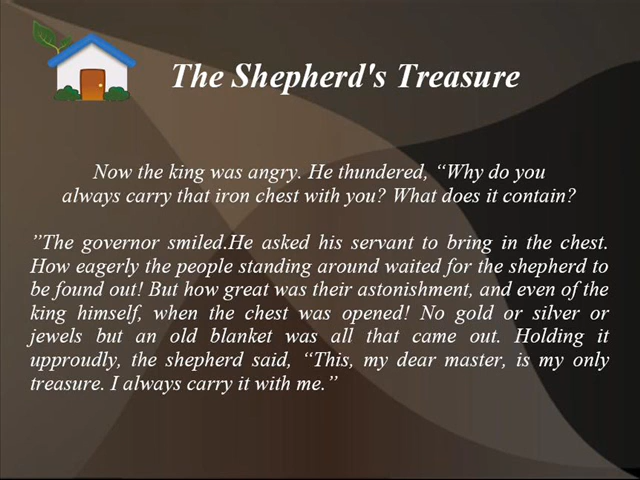 The Shepherd's Treasure
Now the king was angry. He thundered, “Why do you
always carry that iron chest with you? What does it contain?
”The governor smiled.He asked his servant to bring in the chest.
How eagerly the people standing around waited for the shepherd to
be found out! But how great was their astonishment, and even of the
king himself, when the chest was opened! No gold or silver or
jewels but an old blanket was all that came out. Holding it
upproudly, the shepherd said, “This, my dear master, is my only
treasure. I always carry it with me.”